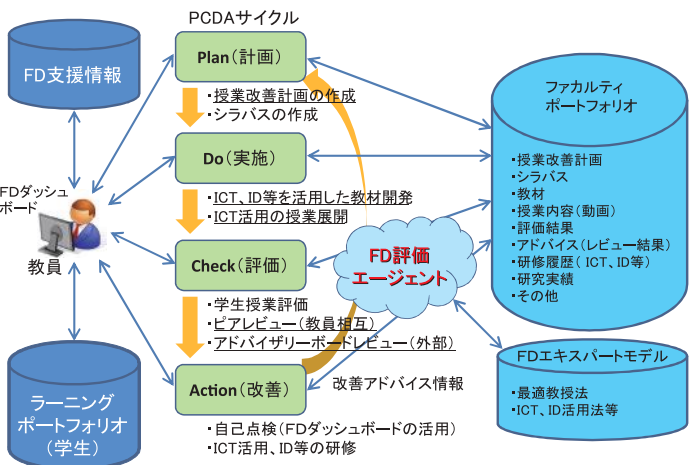 PCDAサイクル
FD支援情報
Plan(計画)
・授業改善計画の作成
・シラバスの作成
Do(実施)
・ICT、ID等を活用した教材開発
・ICT活用の授業展開
FDダッシュ
ボード
教員
Check(評価)
・学生授業評価
・ピアレビュー(教員相互)
・アドバイザリーボードレビュー(外部)
Action(改善)
・自己点検(FDダッシュボードの活用)
・ICT活用、ID等の研修
ラーニング
ポートフォリオ
(学生)
FD評価
エージェント
改善アドバイス情報
ファカルティ
ポートフォリオ
・授業改善計画
・シラバス
・教材
・授業内容(動画)
・評価結果
・アドバイス(レビュー結果)
・研修履歴( ICT、ID等)
・研究実績
・その他
FDエキスパートモデル
・最適教授法
・ICT、ID活用法等